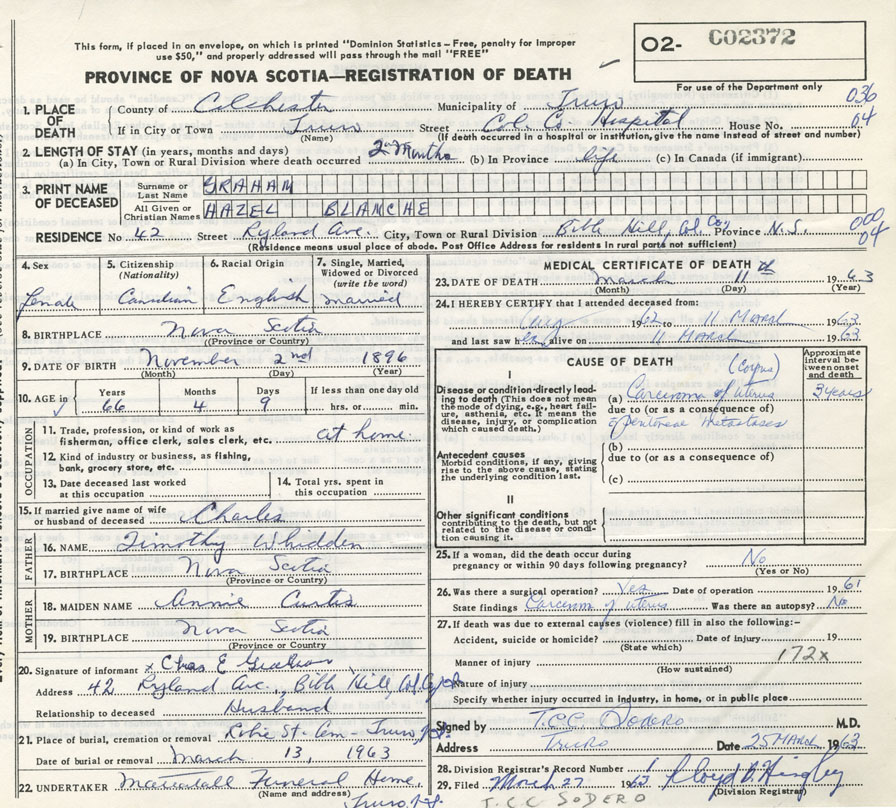 This form, if placed in an envelope, on which is printed "Dominion Statistics – Free, penalty for improper
use $50," and properly addressed will pass through the mail "FREE"
PROVINCE OF NOVA SCOTIA—REGISTRATION OF DEATH
O2- C02372
For use of the Department only
036
04
1. PLACE OF DEATH
County of Colchester Municipality of Truro
If in City or Town Truro Street Col. Co. Hospital House No.
(Name) (If death occurred in a hospital or institution, give the name instead of street and number)
2. LENGTH OF STAY (in years, months and days)
(a) In City, Town or Rural Division where death occurred 2 months (b) In Province life (c) In Canada (if immigrant)
3. PRINT NAME OF DECEASED
Surname or Last Name GRAHAM
All Given or Christian Names HAZEL BLANCHE
RESIDENCE No. 42 Street Ryland Ave. City, Town or Rural Division Bible Hill, Col. Co. Province N.S.
(Residence means usual place of abode. Post Office Address for residents in rural parts not sufficient)
000
04
4. Sex Female
5. Citizenship (Nationality) Canadian
6. Racial Origin English
7. Single, Married, Widowed or Divorced (write the word) married
8. BIRTHPLACE Nova Scotia
(Province or Country)
9. DATE OF BIRTH November 2nd 1896
(Month) (Day) (Year)
10. AGE in Years 66 Months 4 Days 9 If less than one day old hrs. or min.
OCCUPATION
11. Trade, profession, or kind of work as fisherman, office clerk, sales clerk, etc. at home
12. Kind of industry or business, as fishing, bank, grocery store, etc.
13. Date deceased last worked at this occupation
14. Total yrs. spent in this occupation
15. If married give name of wife or husband of deceased Charles
FATHER
16. NAME Timothy Whidden
17. BIRTHPLACE Nova Scotia
(Province or Country)
MOTHER
18. MAIDEN NAME Annie Curtis
19. BIRTHPLACE Nova Scotia
(Province or Country)
20. Signature of informant x Chas E Graham
Address 42 Ryland Ave., Bible Hill, Col. Co.
Relationship to deceased Husband
21. Place of burial, cremation or removal Robie St. Cem- Truro
Date of burial or removal March 13, 1963
22. UNDERTAKER Mattatall Funeral Home,
(Name and address)
Truro, N.S.
MEDICAL CERTIFICATE OF DEATH
23. DATE OF DEATH March 11th 1963
(Month) (Day) (Year)
24. I HEREBY CERTIFY that I attended deceased from:
Aug 1962 to 11 March 1963
and last saw her alive on 11 March 1963
CAUSE OF DEATH
Approximate interval between onset and death
I
Disease or condition directly leading to death (This does not mean the mode of dying, e.g., heart failure, asthenia, etc. It means the disease, injury, or complication which caused death.)
(Corpus)
(a) Carcinoma of uterus 3 years
due to (or as a consequence of)
peritoneal metastases
Antecedent causes
Morbid conditions, if any, giving rise to the above cause, stating the underlying condition last.
(b)
due to (or as a consequence of)
(c)
II
Other significant conditions
contributing to the death, but not related to the disease or condition causing it.
25. If a woman, did the death occur during pregnancy or within 90 days following pregnancy? No
(Yes or No)
26. Was there a surgical operation? Yes Date of operation 1961
State findings Carcinoma of uterus Was there an autopsy? No
27. If death was due to external causes (violence) fill in also the following:-
Accident, suicide or homicide? Date of injury 19
(State which)
172x
Manner of injury
(How sustained)
Nature of injury
Specify whether injury occurred in industry, in home, or in public place
Signed by T.C.C. Sodero M.D.
Address Truro Date 25 March 1963
28. Division Registrar's Record Number
29. Filed March 27 1963
(Division Registrar)
T.C.C. SODERO